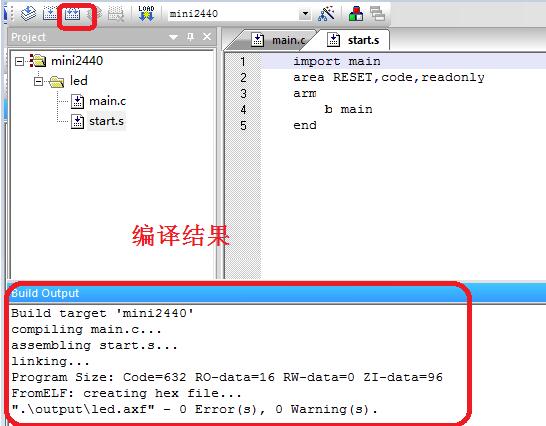 LOAD
mini2440
Project
main.c
start.s
mini2440
led
main.c
start.s
1 import main
2 area RESET,code,readonly
3 arm
4 b main
5 end
编译结果
Build Output
Build target 'mini2440'
compiling main.c...
assembling start.s...
linking...
Program Size: Code=632 RO-data=16 RW-data=0 ZI-data=96
FromELF: creating hex file...
".\output\led.axf" - 0 Error(s), 0 Warning(s).